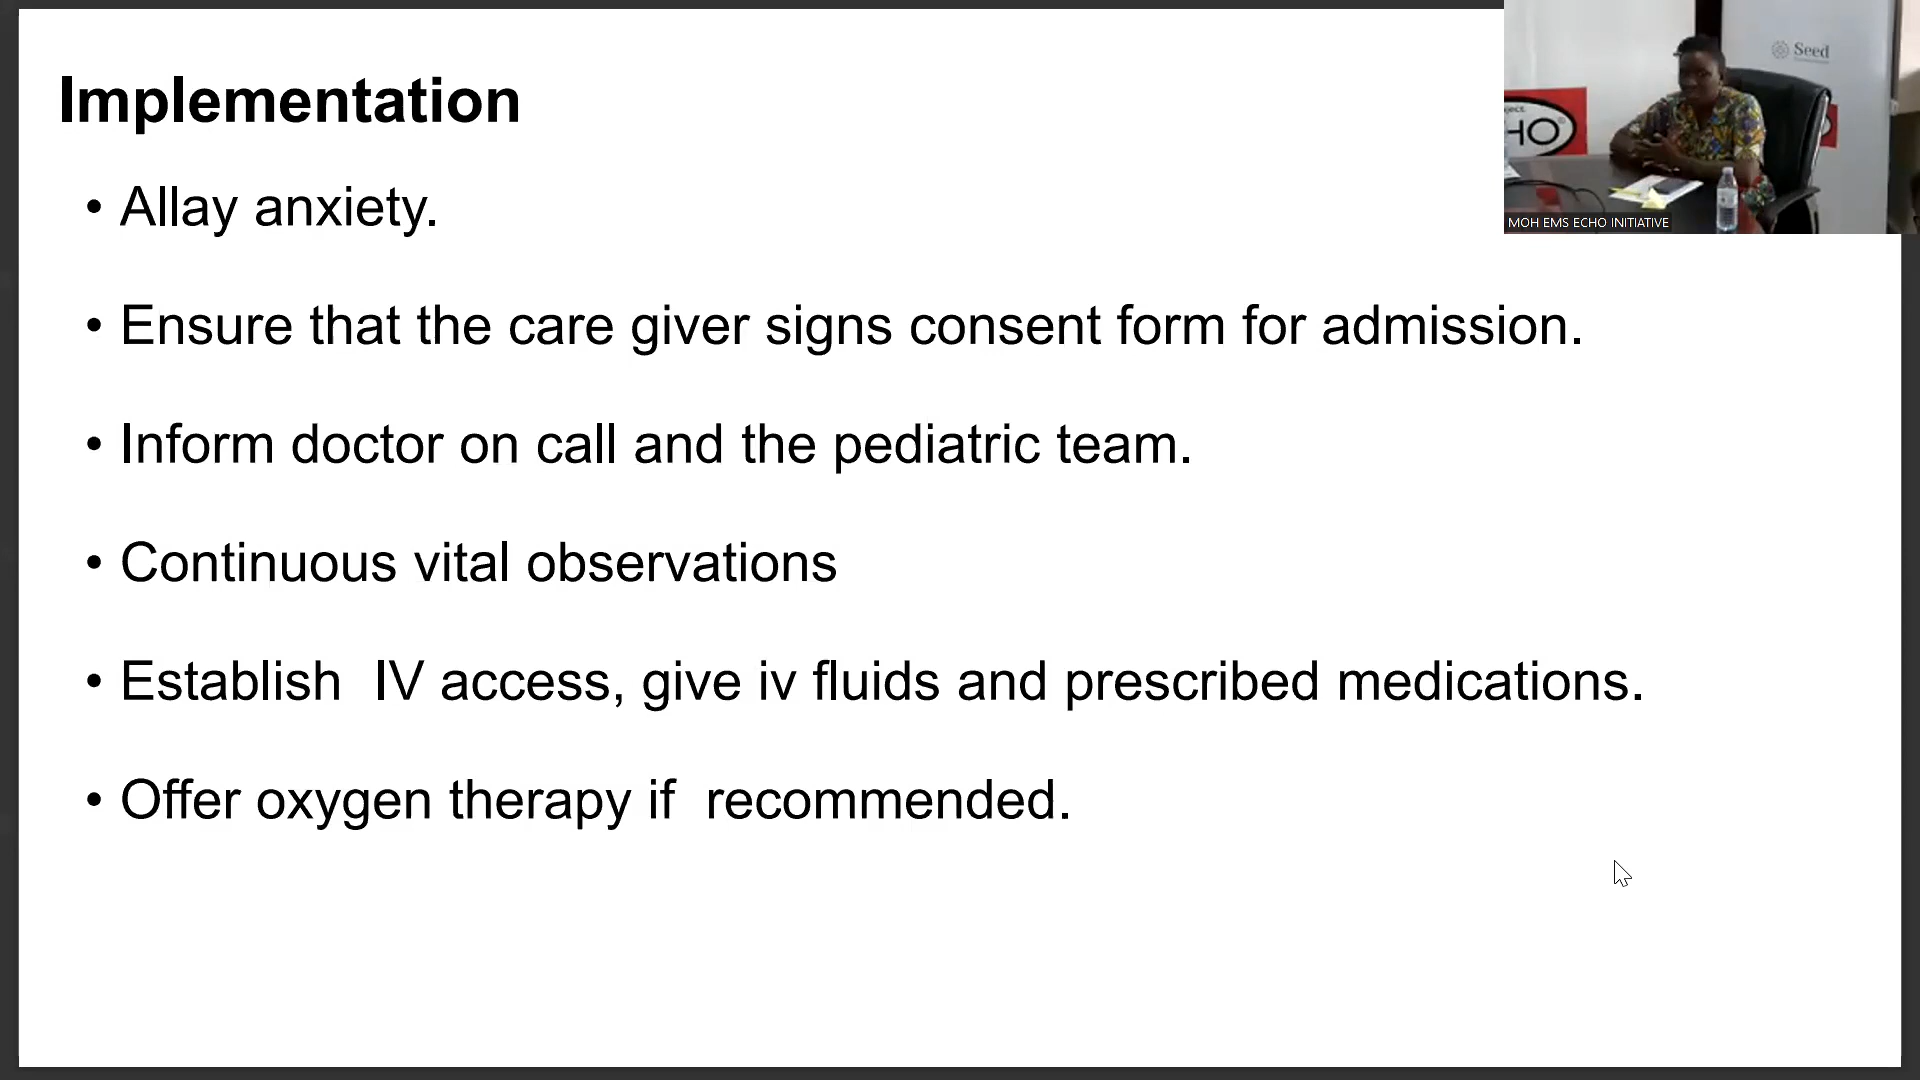 Implementation
• Allay anxiety.
• Ensure that the care giver signs consent form for admission.
• Inform doctor on call and the pediatric team.
• Continuous vital observations
• Establish  IV access, give iv fluids and prescribed medications.
• Offer oxygen therapy if  recommended.
Seed
HO
MOH EMS ECHO INITIATIVE